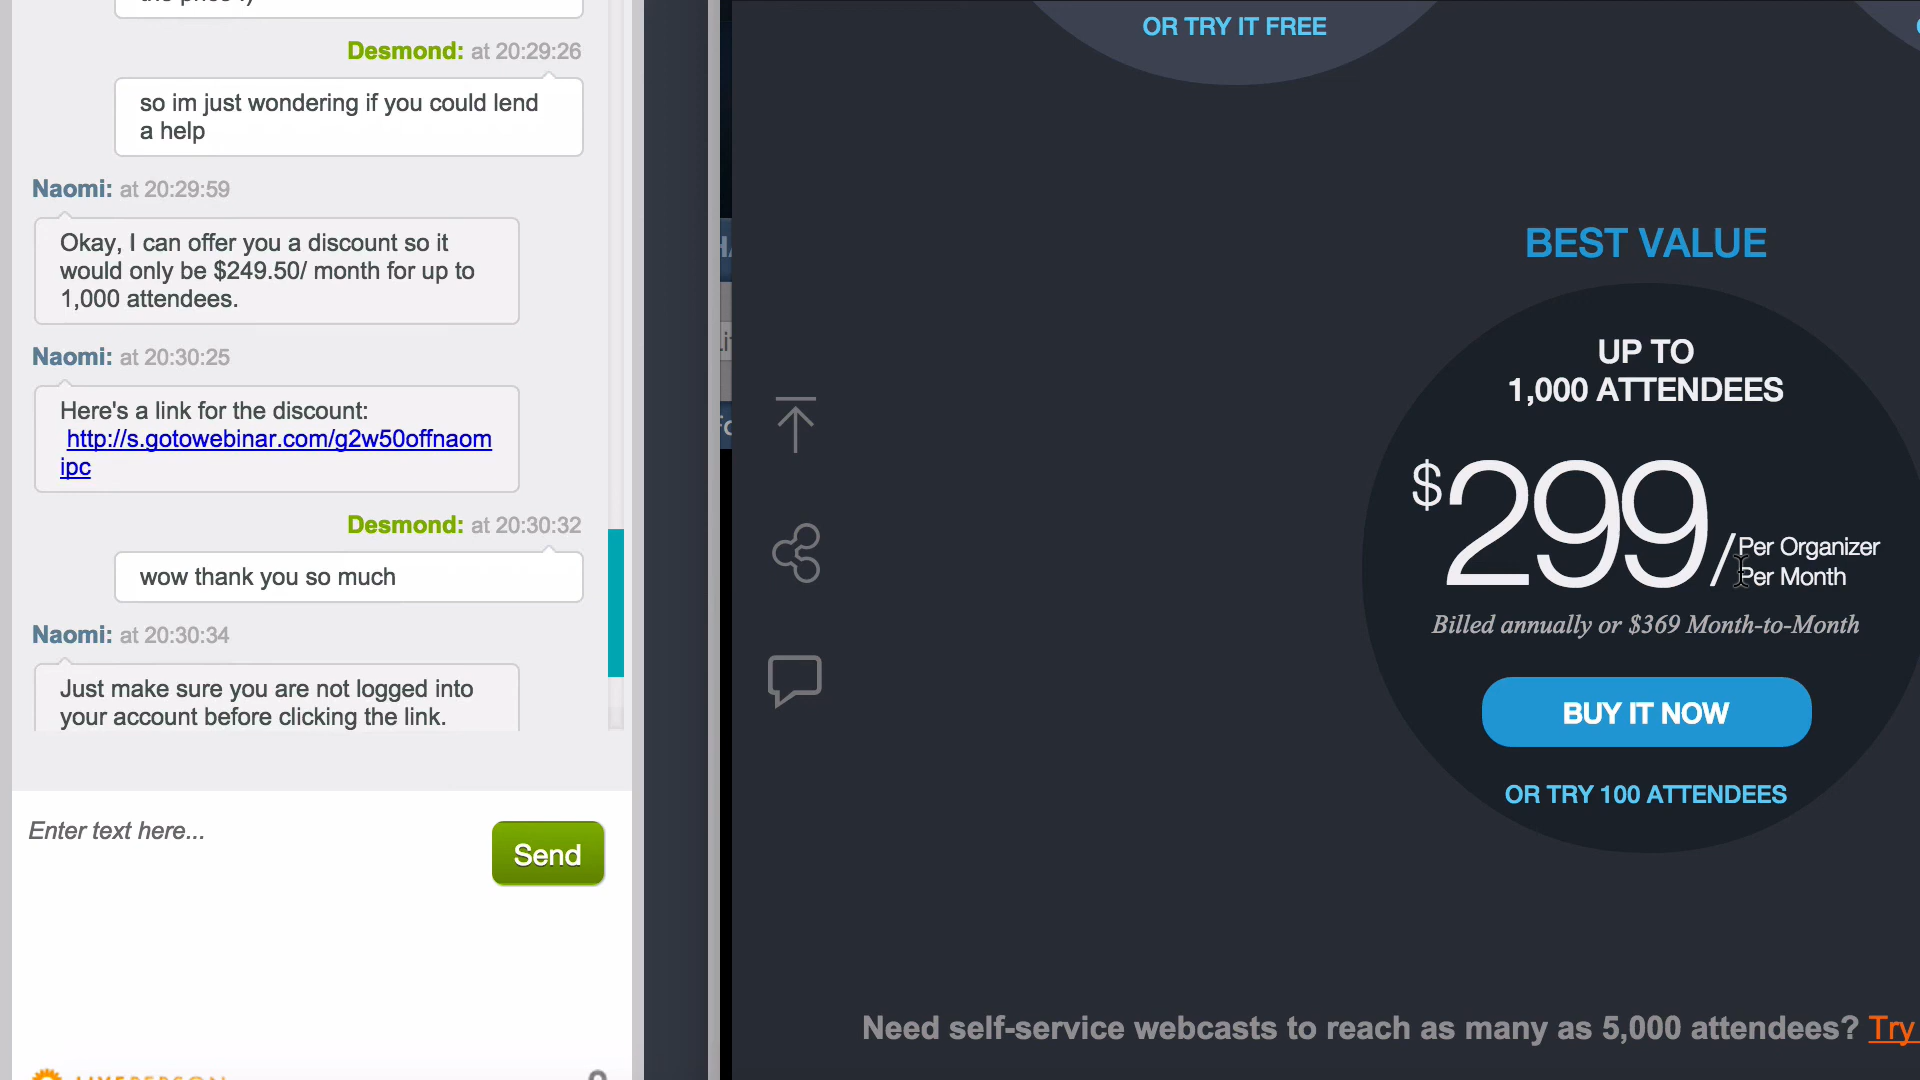 Desmond: at 20:29:26
so im just wondering if you could lend
a help
Naomi: at 20:29:59
Okay, I can offer you a discount so it
would only be $249.50/ month for up to
1,000 attendees.
Naomi: at 20:30:25
Here's a link for the discount:
http://s.gotowebinar.com/g2w50offnaom
ipc
Desmond: at 20:30:32
wow thank you so much
Naomi: at 20:30:34
Just make sure you are not logged into
your account before clicking the link.
Enter text here...
Send
OR TRY IT FREE
BEST VALUE
UP TO
1,000 ATTENDEES
$299/Per Organizer
Per Month
Billed annually or $369 Month-to-Month
BUY IT NOW
OR TRY 100 ATTENDEES
Need self-service webcasts to reach as many as 5,000 attendees? Try